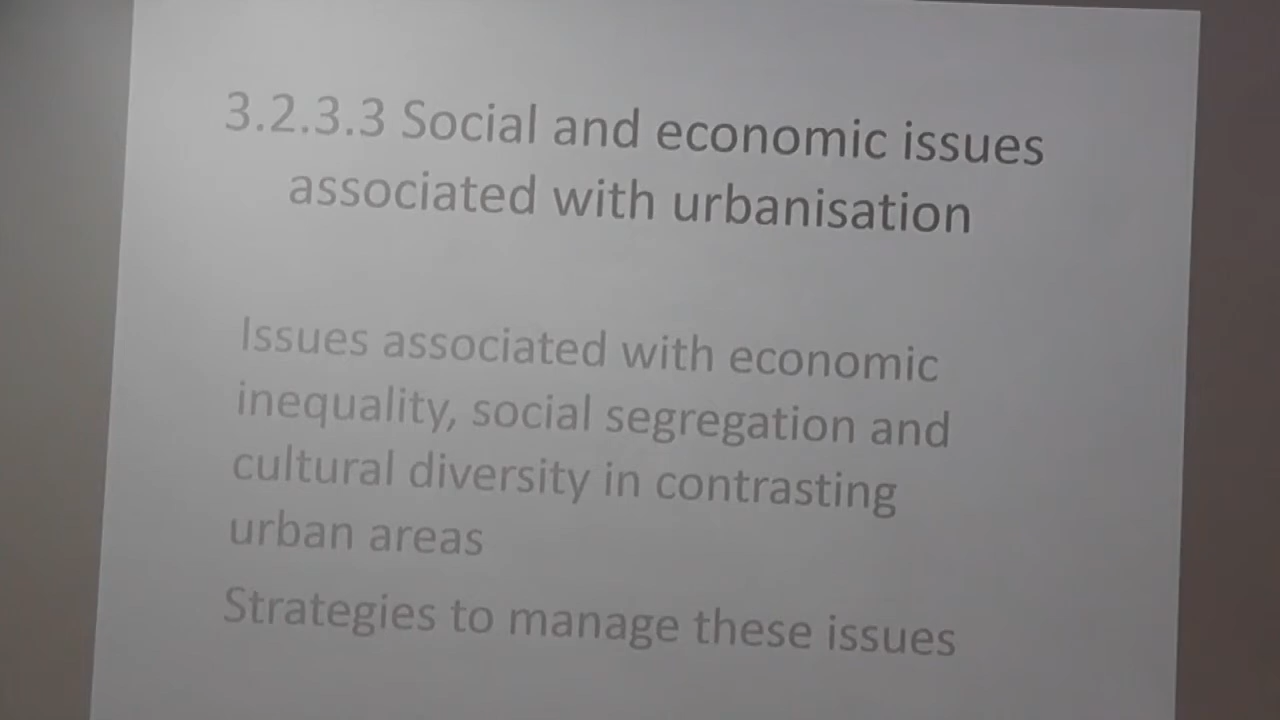 3.2.3.3 Social and economic issues
associated with urbanisation
Issues associated with economic
inequality, social segregation and
cultural diversity in contrasting
urban areas
Strategies to manage these issues